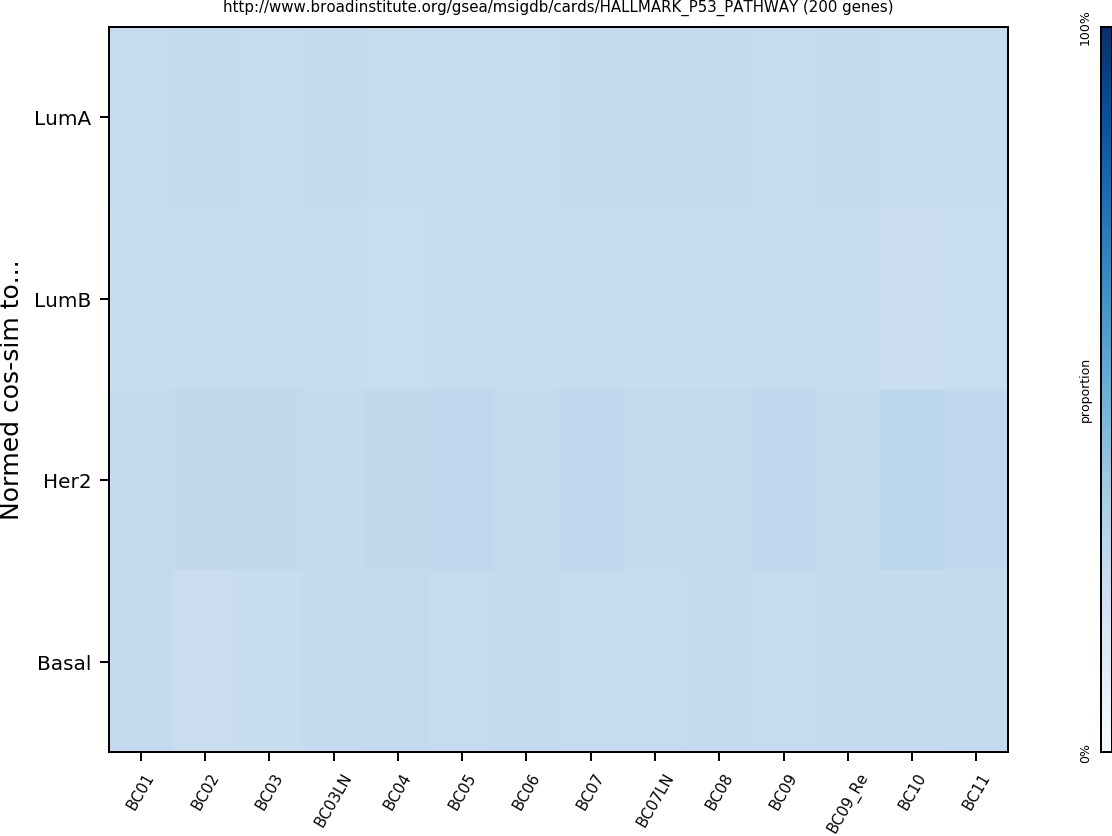 http://www.broadinstitute.org/gsea/msigdb/cards/HALLMARK_P53_PATHWAY (200 genes)
100%
LumA
LumB
Normed cos-sim to...
proportion
Her2
Basal
0%
BC01
BC02
BC03
BC03LN
BC04
BC05
BC06
BC07
BC07LN
BC08
BC09
BC09_Re
BC10
BC11